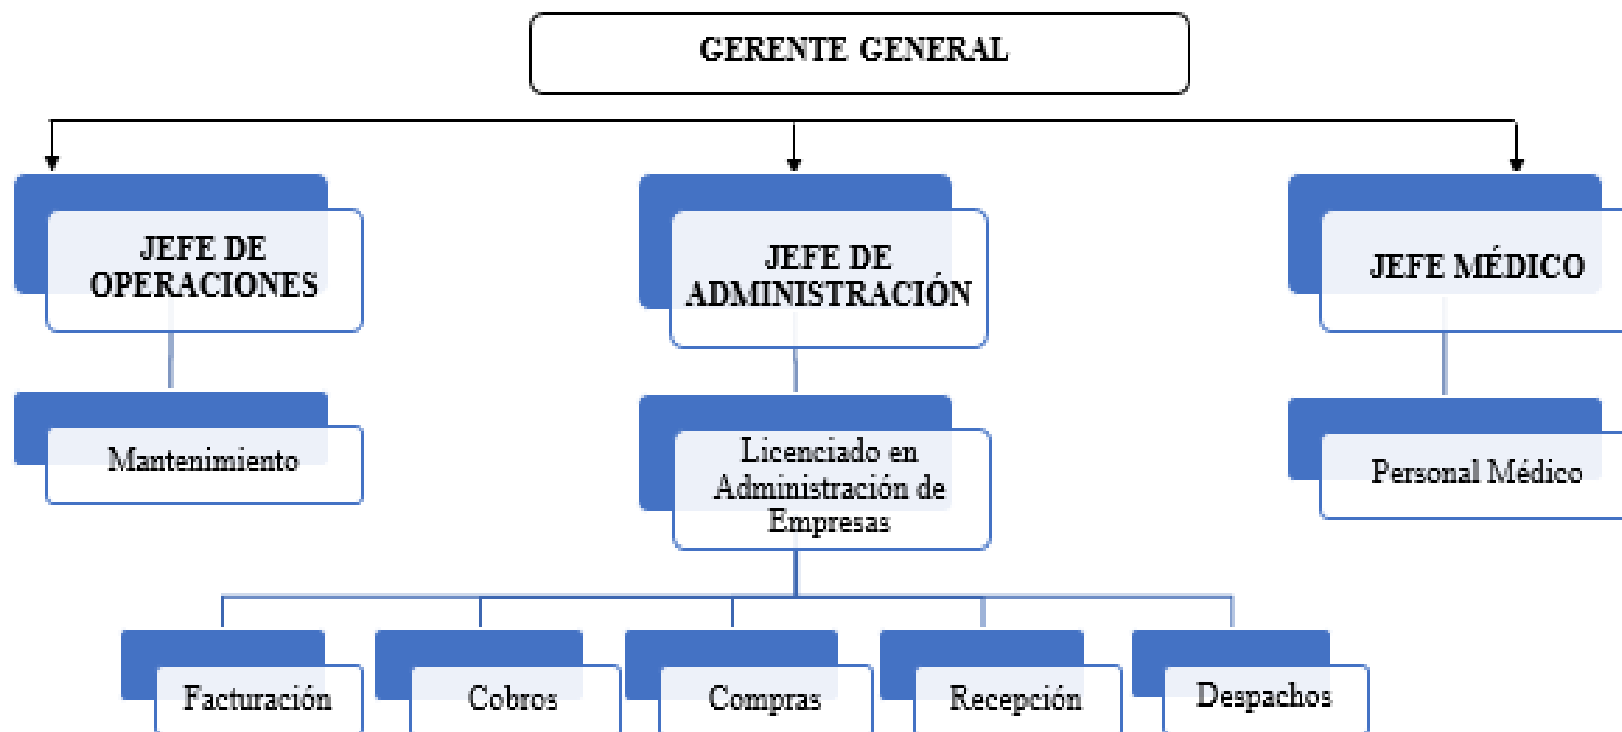 GERENTE GENERAL
JEFE DE
OPERACIONES
JEFE DE
ADMINISTRACIÓN
JEFE MÉDICO
Mantenimiento
Licenciado en
Administración de
Empresas
Personal Médico
Facturación
Cobros
Compras
Recepción
Despachos